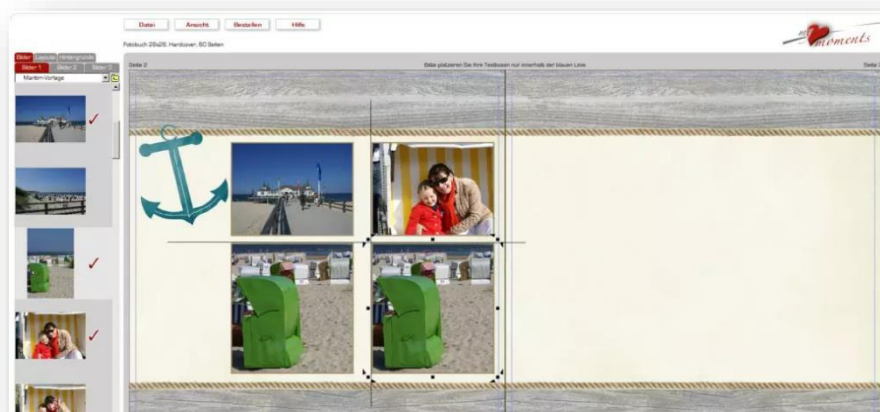 Datei Ansicht Bestellen Hilfe
Fotobuch 28x28, Hardcover, 60 Seiten
moments
Bilder Layouts Hintergründe
Bilder 1 Bilder 2 Bilder 3
Maritim-Vorlage
Seite 2 Bitte platzieren Sie Ihre Textboxen nur innerhalb der blauen Linie Seite